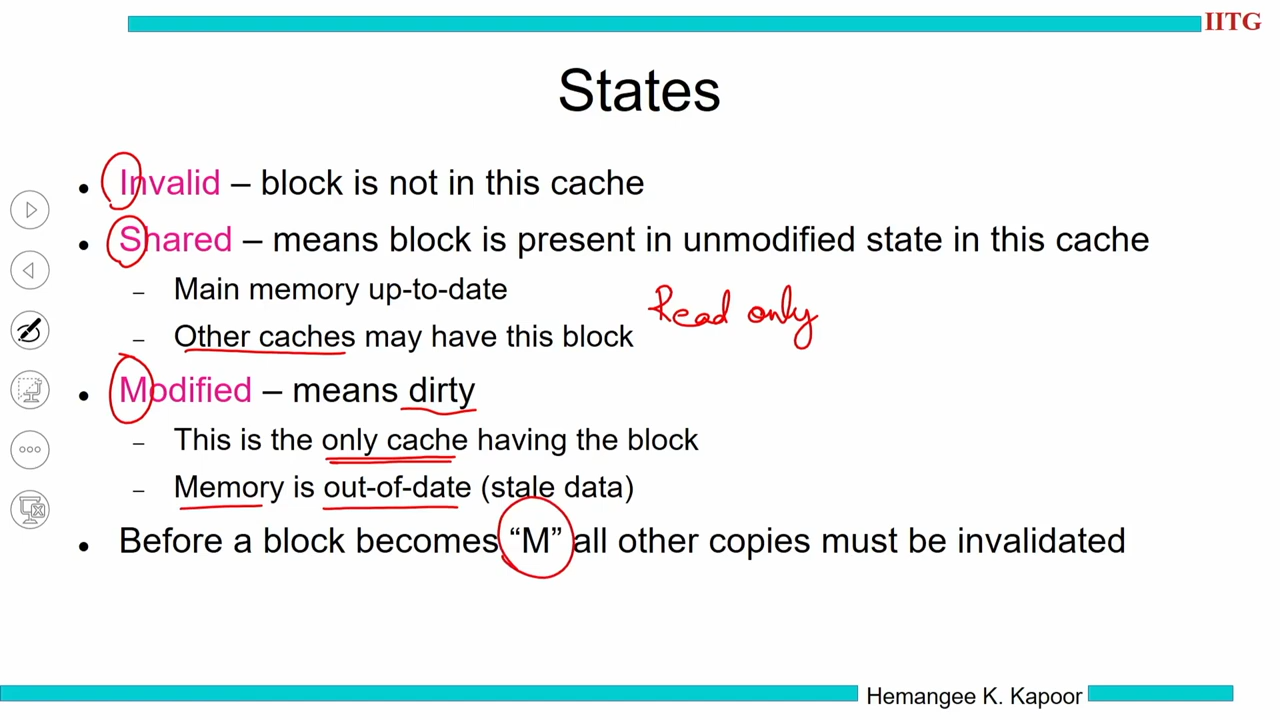 IITG
States
• Invalid – block is not in this cache
• Shared – means block is present in unmodified state in this cache
– Main memory up-to-date
Read only
– Other caches may have this block
• Modified – means dirty
– This is the only cache having the block
– Memory is out-of-date (stale data)
• Before a block becomes “M” all other copies must be invalidated
Hemangee K. Kapoor